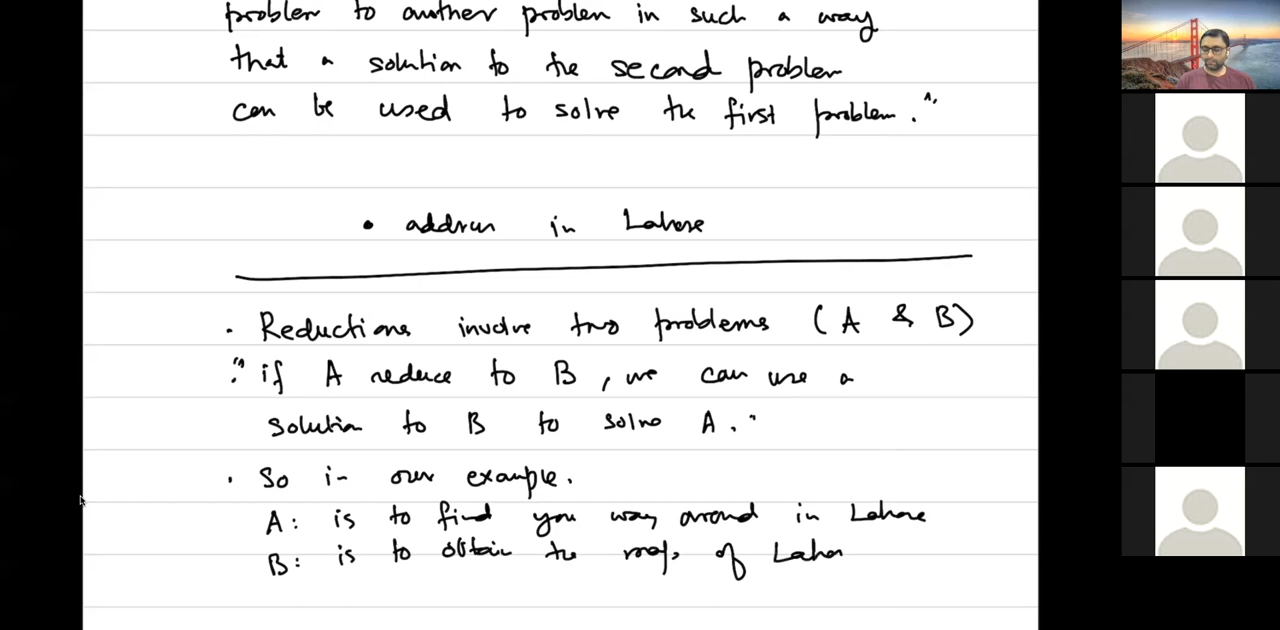 problem to another problem in such a way
that a solution to the second problem
can be used to solve the first problem."
• address in Lahore
. Reductions involve two problems ( A & B )
." if A reduce to B , we can use a
solution to B to solve A . "
. So in our example.
A: is to find you way around in Lahore
B: is to obtain the map of Lahor